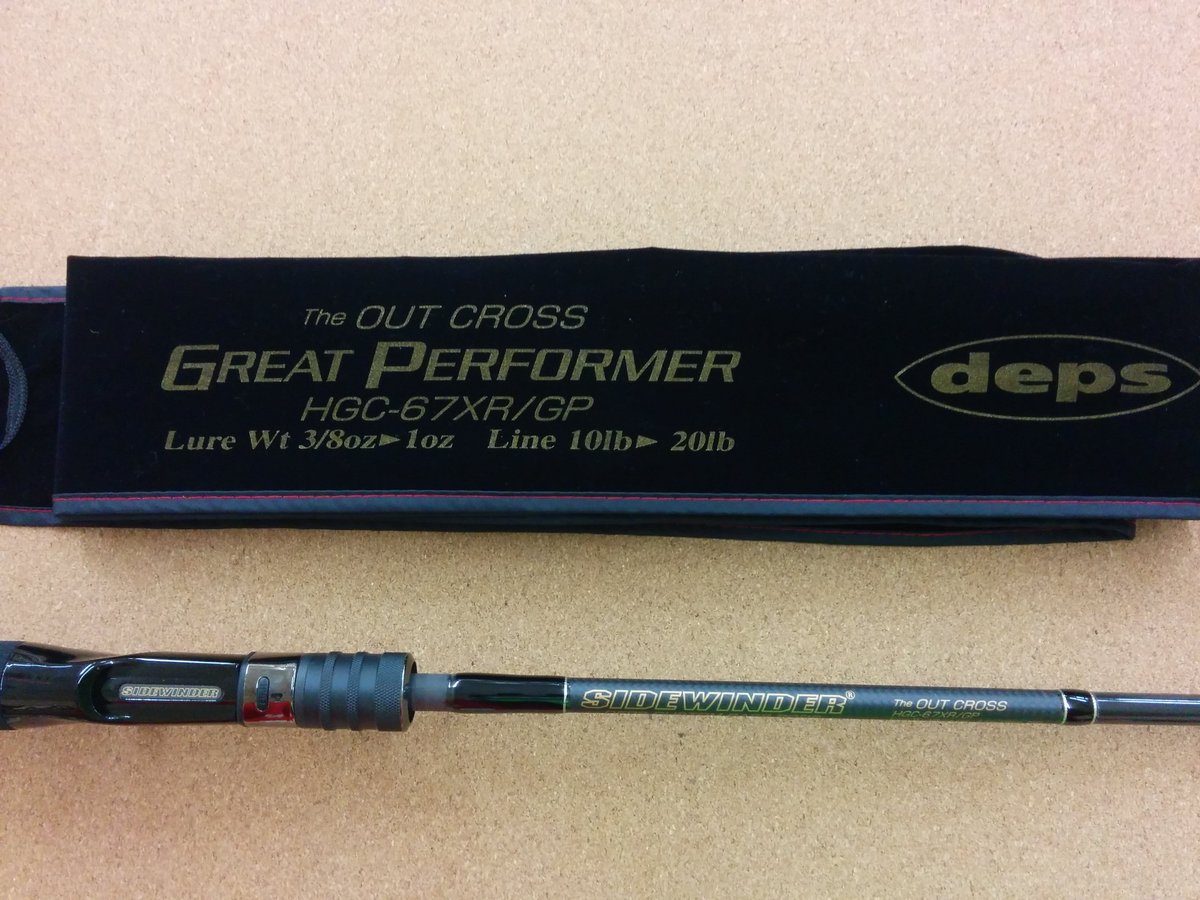 The OUT CROSS
GREAT PERFORMER
HGC-67XR/GP
Lure Wt 3/8oz►1oz Line 10lb► 20lb
deps
SIDEWINDER
SIDEWINDER®
The OUT CROSS
HGC-67XR/GP